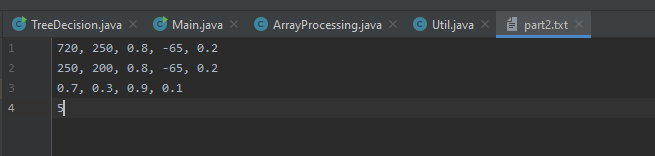 TreeDecision.java Main.java ArrayProcessing.java Util.java part2.txt
1 720, 250, 0.8, -65, 0.2
2 250, 200, 0.8, -65, 0.2
3 0.7, 0.3, 0.9, 0.1
4 5